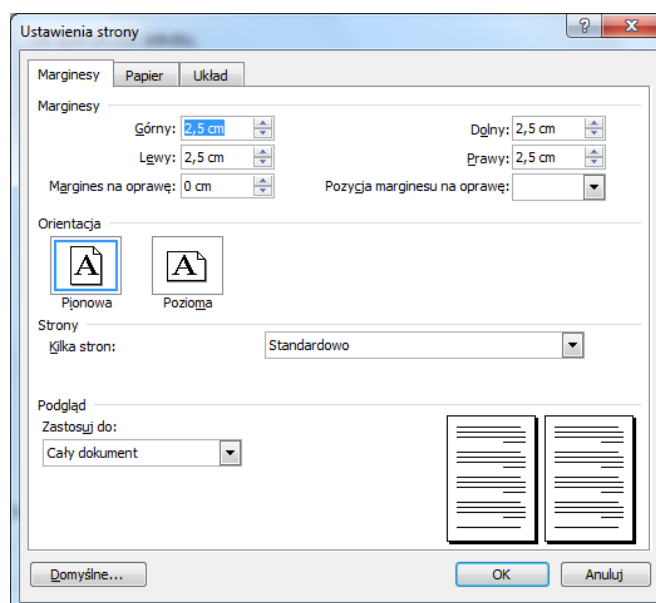 Ustawienia strony
Marginesy Papier Układ
Marginesy
Górny: 2,5 cm Dolny: 2,5 cm
Lewy: 2,5 cm Prawy: 2,5 cm
Margines na oprawę: 0 cm Pozycja marginesu na oprawę:
Orientacja
A A
Pionowa Pozioma
Strony
Kilka stron: Standardowo
Podgląd
Zastosuj do:
Cały dokument
Domyślne... OK Anuluj